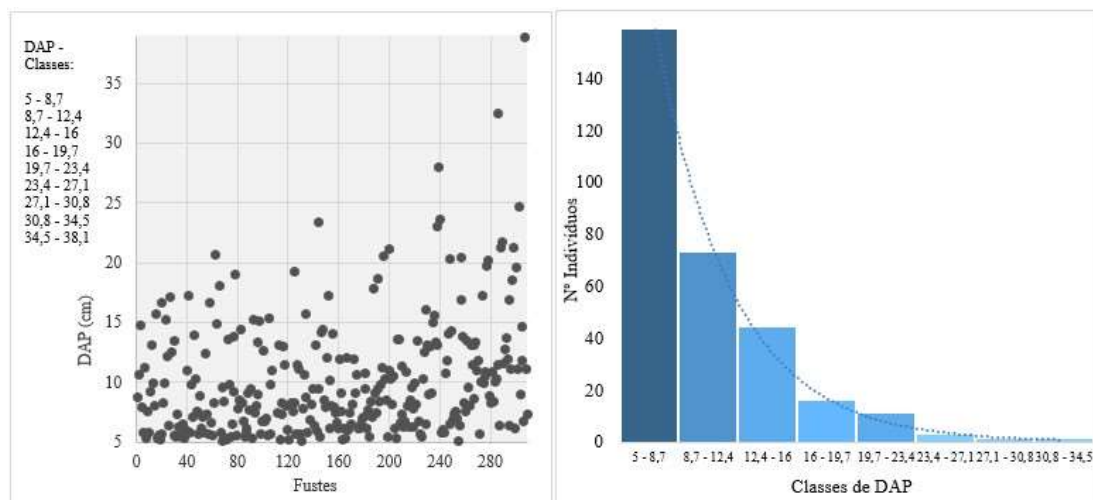 DAP -
Classes:
5 - 8,7
8,7 - 12,4
12,4 - 16
16 - 19,7
19,7 - 23,4
23,4 - 27,1
27,1 - 30,8
30,8 - 34,5
34,5 - 38,1
DAP (cm)
35
30
25
20
15
10
5
0 40 80 120 160 200 240 280
Fustes
Nº Indivíduos
140
120
100
80
60
40
20
0
5 - 8,7 8,7 - 12,4 12,4 - 16 16 - 19,7 19,7 - 23,4 23,4 - 27,1 27,1 - 30,8 30,8 - 34,5
Classes de DAP